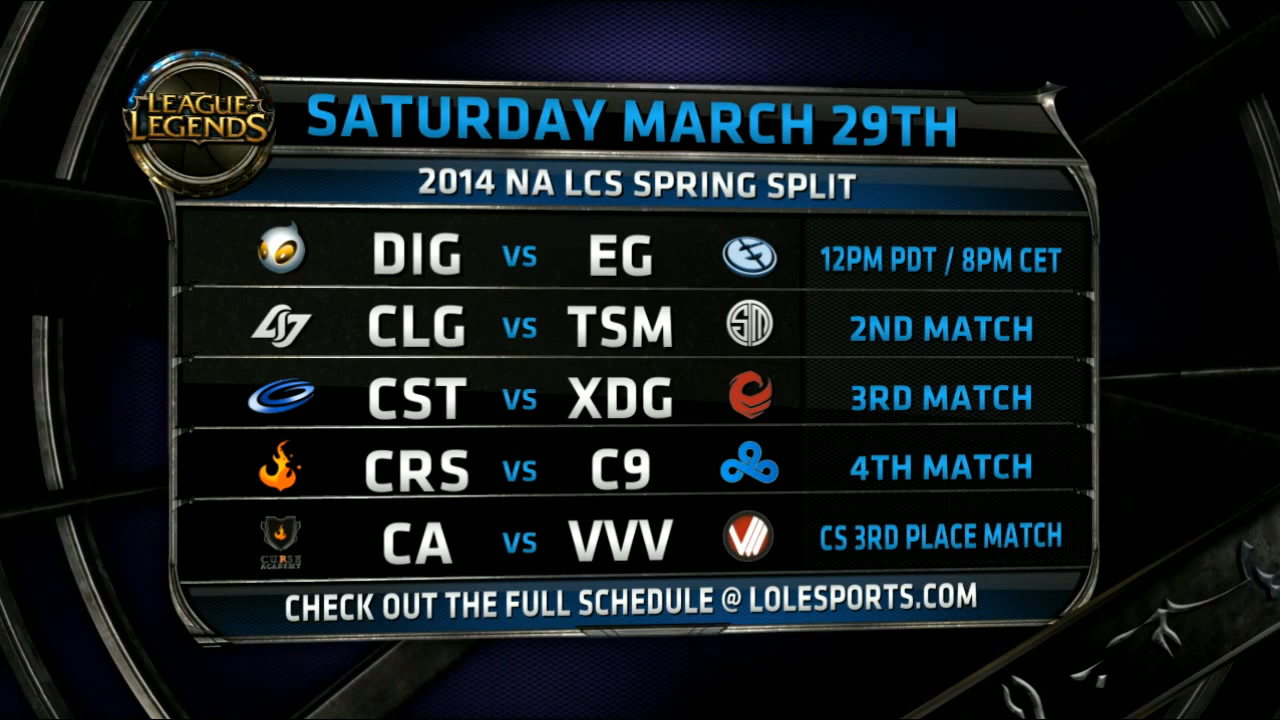 LEAGUE OF LEGENDS
SATURDAY MARCH 29TH
2014 NA LCS SPRING SPLIT
DIG VS EG 12PM PDT / 8PM CET
CLG VS TSM 2ND MATCH
CST VS XDG 3RD MATCH
CRS VS C9 4TH MATCH
CURSE ACADEMY CA VS VVV CS 3RD PLACE MATCH
CHECK OUT THE FULL SCHEDULE @ LOLESPORTS.COM